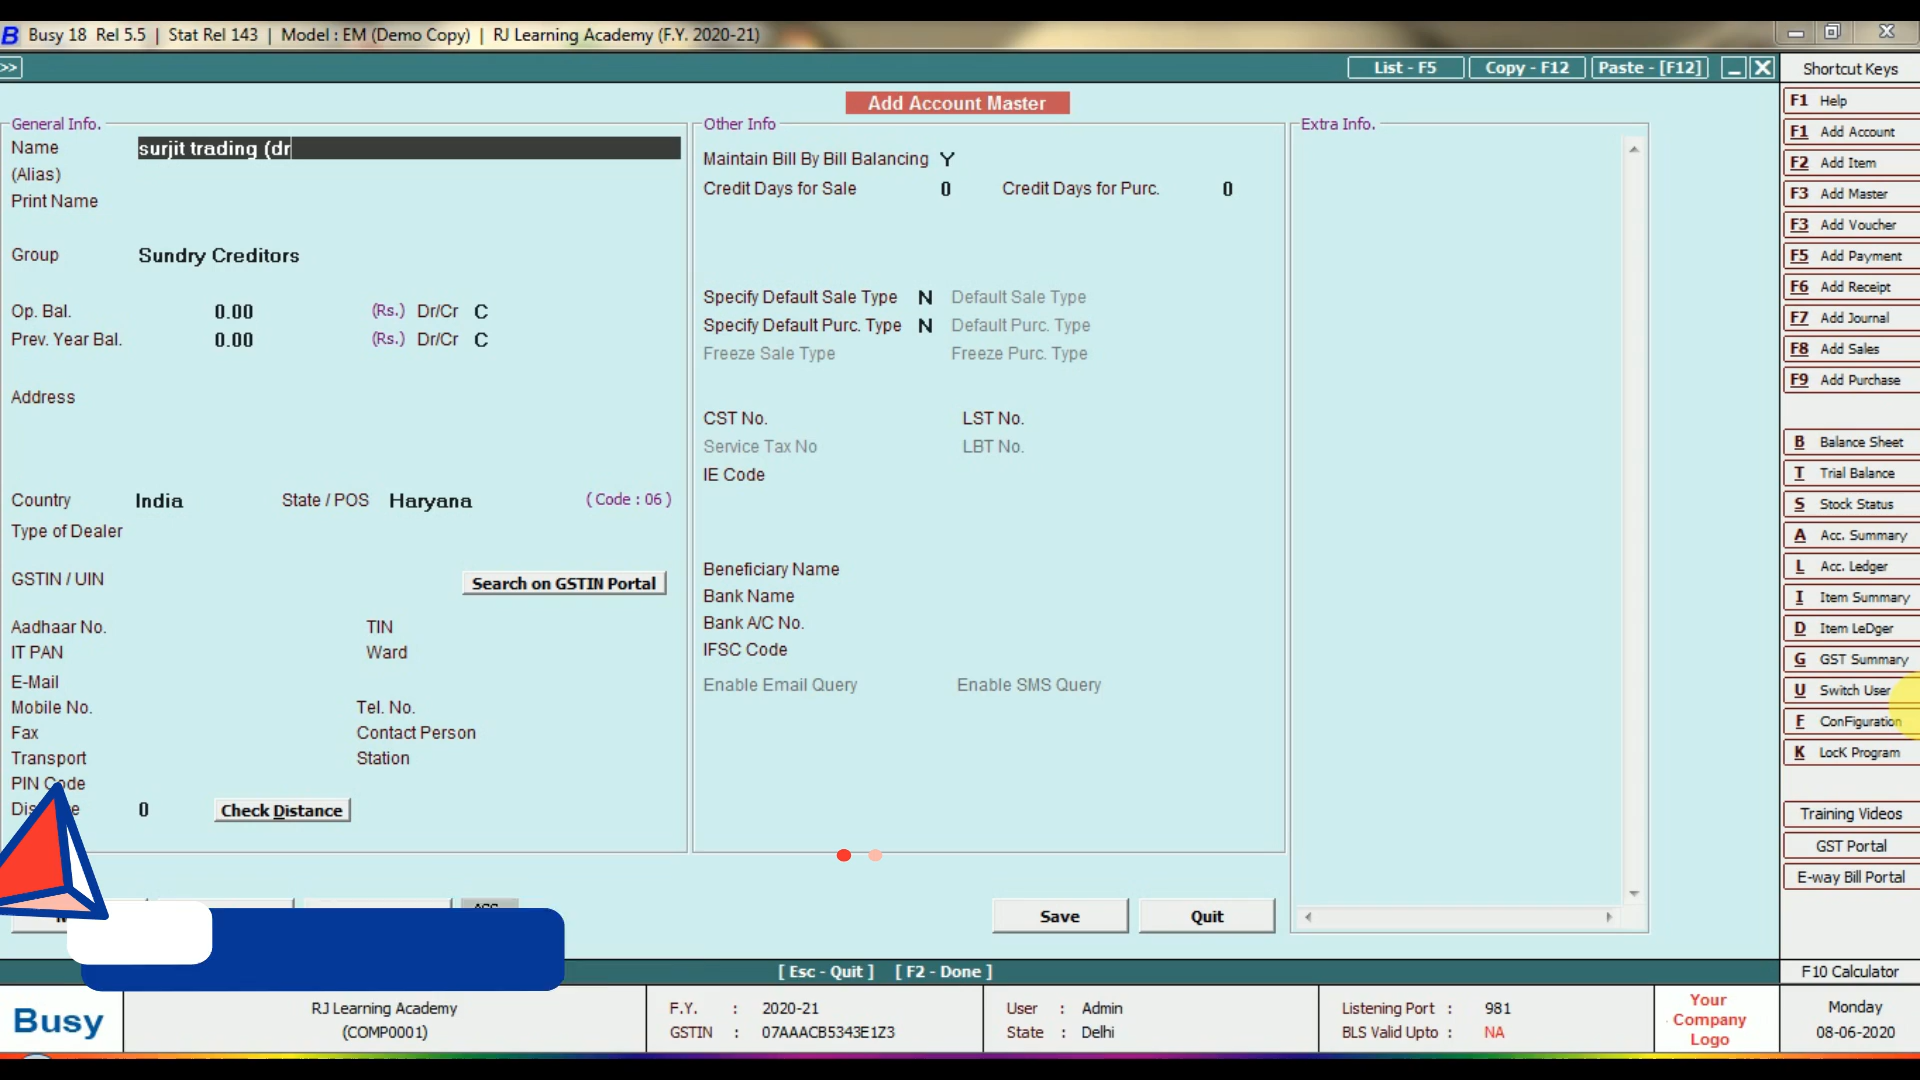 B Busy 18 Rel 5.5 | Stat Rel 143 | Model : EM (Demo Copy) | RJ Learning Academy (F.Y. 2020-21)
>> List - F5 Copy - F12 Paste - [F12] Shortcut Keys
Add Account Master
General Info.
Name surjit trading (dr
(Alias)
Print Name
Group Sundry Creditors
Op. Bal. 0.00 (Rs.) Dr/Cr C
Prev. Year Bal. 0.00 (Rs.) Dr/Cr C
Address
Country India State / POS Haryana ( Code : 06 )
Type of Dealer
GSTIN / UIN Search on GSTIN Portal
Aadhaar No. TIN
IT PAN Ward
E-Mail
Mobile No. Tel. No.
Fax Contact Person
Transport Station
PIN Code
0 Check Distance
Other Info
Maintain Bill By Bill Balancing Y
Credit Days for Sale 0 Credit Days for Purc. 0
Specify Default Sale Type N Default Sale Type
Specify Default Purc. Type N Default Purc. Type
Freeze Sale Type Freeze Purc. Type
CST No. LST No.
Service Tax No LBT No.
IE Code
Beneficiary Name
Bank Name
Bank A/C No.
IFSC Code
Enable Email Query Enable SMS Query
Extra Info.
Save Quit
F1 Help
F1 Add Account
F2 Add Item
F3 Add Master
F3 Add Voucher
F5 Add Payment
F6 Add Receipt
F7 Add Journal
F8 Add Sales
F9 Add Purchase
B Balance Sheet
T Trial Balance
S Stock Status
A Acc. Summary
L Acc. Ledger
I Item Summary
D Item LeDger
G GST Summary
U Switch User
F ConFiguration
K LocK Program
Training Videos
GST Portal
E-way Bill Portal
[ Esc - Quit ] [ F2 - Done ] F10 Calculator
Busy
RJ Learning Academy
(COMP0001)
F.Y. : 2020-21
GSTIN : 07AAACB5343E1Z3
User : Admin
State : Delhi
Listening Port : 981
BLS Valid Upto : NA
Your
Company
Logo
Monday
08-06-2020